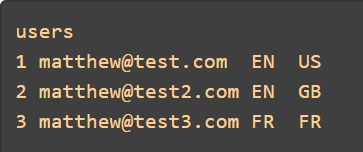 users
1 matthew@test.com  EN  US
2 matthew@test2.com EN  GB
3 matthew@test3.com FR  FR